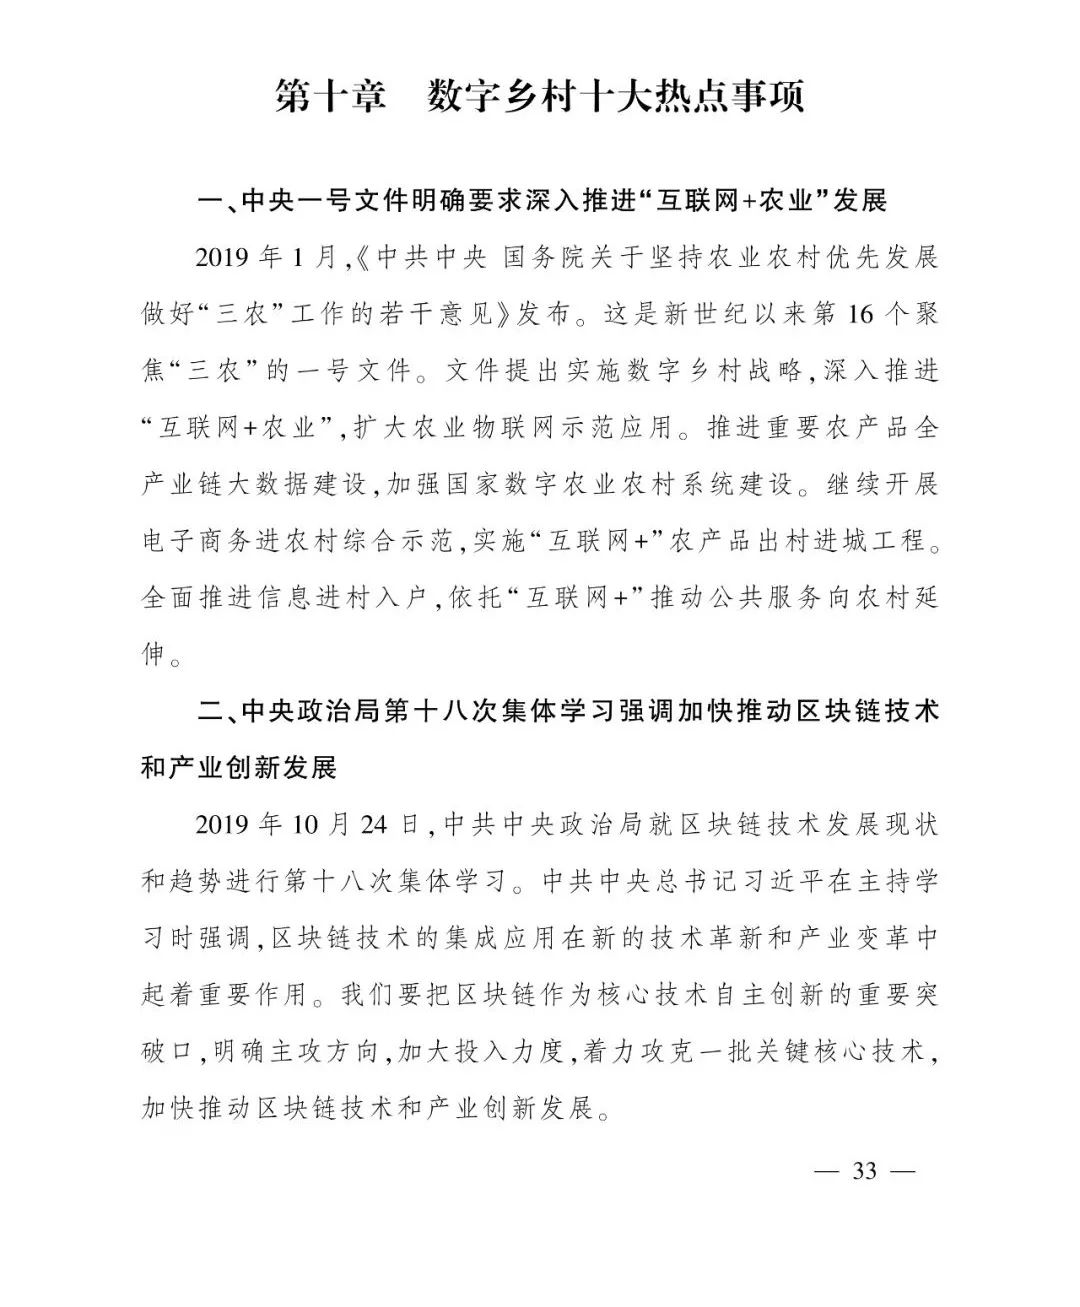 第十章 数字乡村十大热点事项
一、中央一号文件明确要求深入推进“互联网+农业”发展
2019 年 1 月,《中共中央 国务院关于坚持农业农村优先发展
做好“三农”工作的若干意见》发布。这是新世纪以来第 16 个聚
焦“三农”的一号文件。文件提出实施数字乡村战略,深入推进
“互联网+农业”,扩大农业物联网示范应用。推进重要农产品全
产业链大数据建设,加强国家数字农业农村系统建设。继续开展
电子商务进农村综合示范,实施“互联网+”农产品出村进城工程。
全面推进信息进村入户,依托“互联网+”推动公共服务向农村延
伸。
二、中央政治局第十八次集体学习强调加快推动区块链技术
和产业创新发展
2019 年 10 月 24 日,中共中央政治局就区块链技术发展现状
和趋势进行第十八次集体学习。中共中央总书记习近平在主持学
习时强调,区块链技术的集成应用在新的技术革新和产业变革中
起着重要作用。我们要把区块链作为核心技术自主创新的重要突
破口,明确主攻方向,加大投入力度,着力攻克一批关键核心技术,
加快推动区块链技术和产业创新发展。
— 33 —